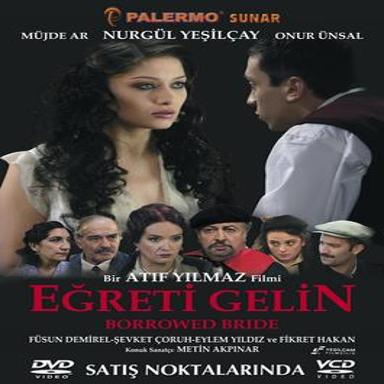 PALERMO SUNAR
MÜJDE AR NURGÜL YEŞİLÇAY ONUR ÜNSAL
Bir ATIF YILMAZ Filmi
EĞRETİ GELİN
BORROWED BRIDE
FÜSUN DEMİREL-ŞEVKET ÇORUH-EYLEM YILDIZ ve FİKRET HAKAN
Konuk Sanatçı: METİN AKPINAR
YEŞİLÇAM
DVD VIDEO SATIŞ NOKTALARINDA VCD VIDEO